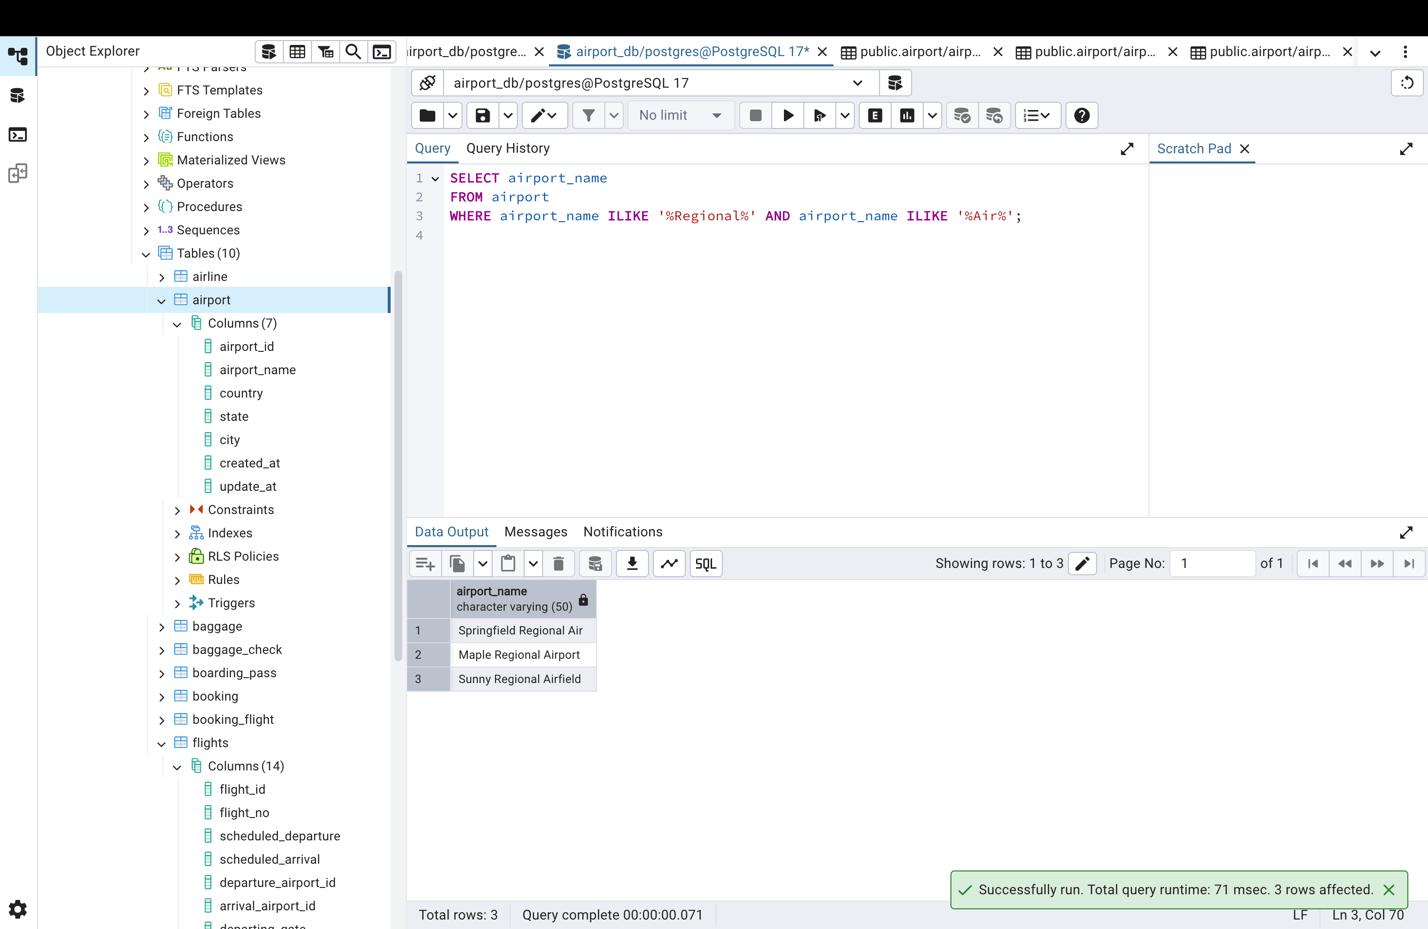 Object Explorer
FTS Parsers
FTS Templates
Foreign Tables
Functions
Materialized Views
Operators
Procedures
1..3 Sequences
Tables (10)
airline
airport
Columns (7)
airport_id
airport_name
country
state
city
created_at
update_at
Constraints
Indexes
RLS Policies
Rules
Triggers
baggage
baggage_check
boarding_pass
booking
booking_flight
flights
Columns (14)
flight_id
flight_no
scheduled_departure
scheduled_arrival
departure_airport_id
arrival_airport_id
departing_gate
airport_db/postgre... airport_db/postgres@PostgreSQL 17* public.airport/airp... public.airport/airp... public.airport/airp...
airport_db/postgres@PostgreSQL 17
No limit
E
Query Query History
Scratch Pad
1 SELECT airport_name
2 FROM airport
3 WHERE airport_name ILIKE '%Regional%' AND airport_name ILIKE '%Air%';
4
Data Output Messages Notifications
SQL Showing rows: 1 to 3 Page No: 1 of 1
airport_name
character varying (50)
1 Springfield Regional Air
2 Maple Regional Airport
3 Sunny Regional Airfield
Successfully run. Total query runtime: 71 msec. 3 rows affected.
Total rows: 3 Query complete 00:00:00.071 LF Ln 3, Col 70